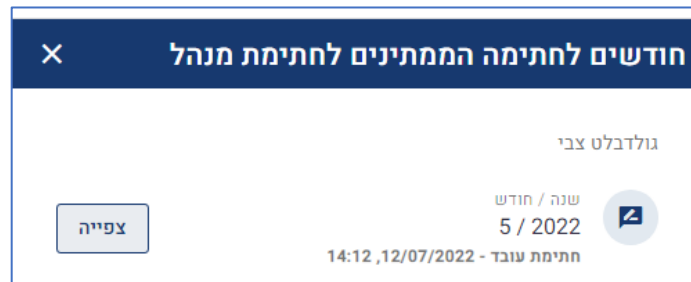 חודשים לחתימה הממתינים לחתימת מנהל
גולדבלט צבי
שנה / חודש
5 / 2022
חתימת עובד - 12/07/2022, 14:12
צפייה